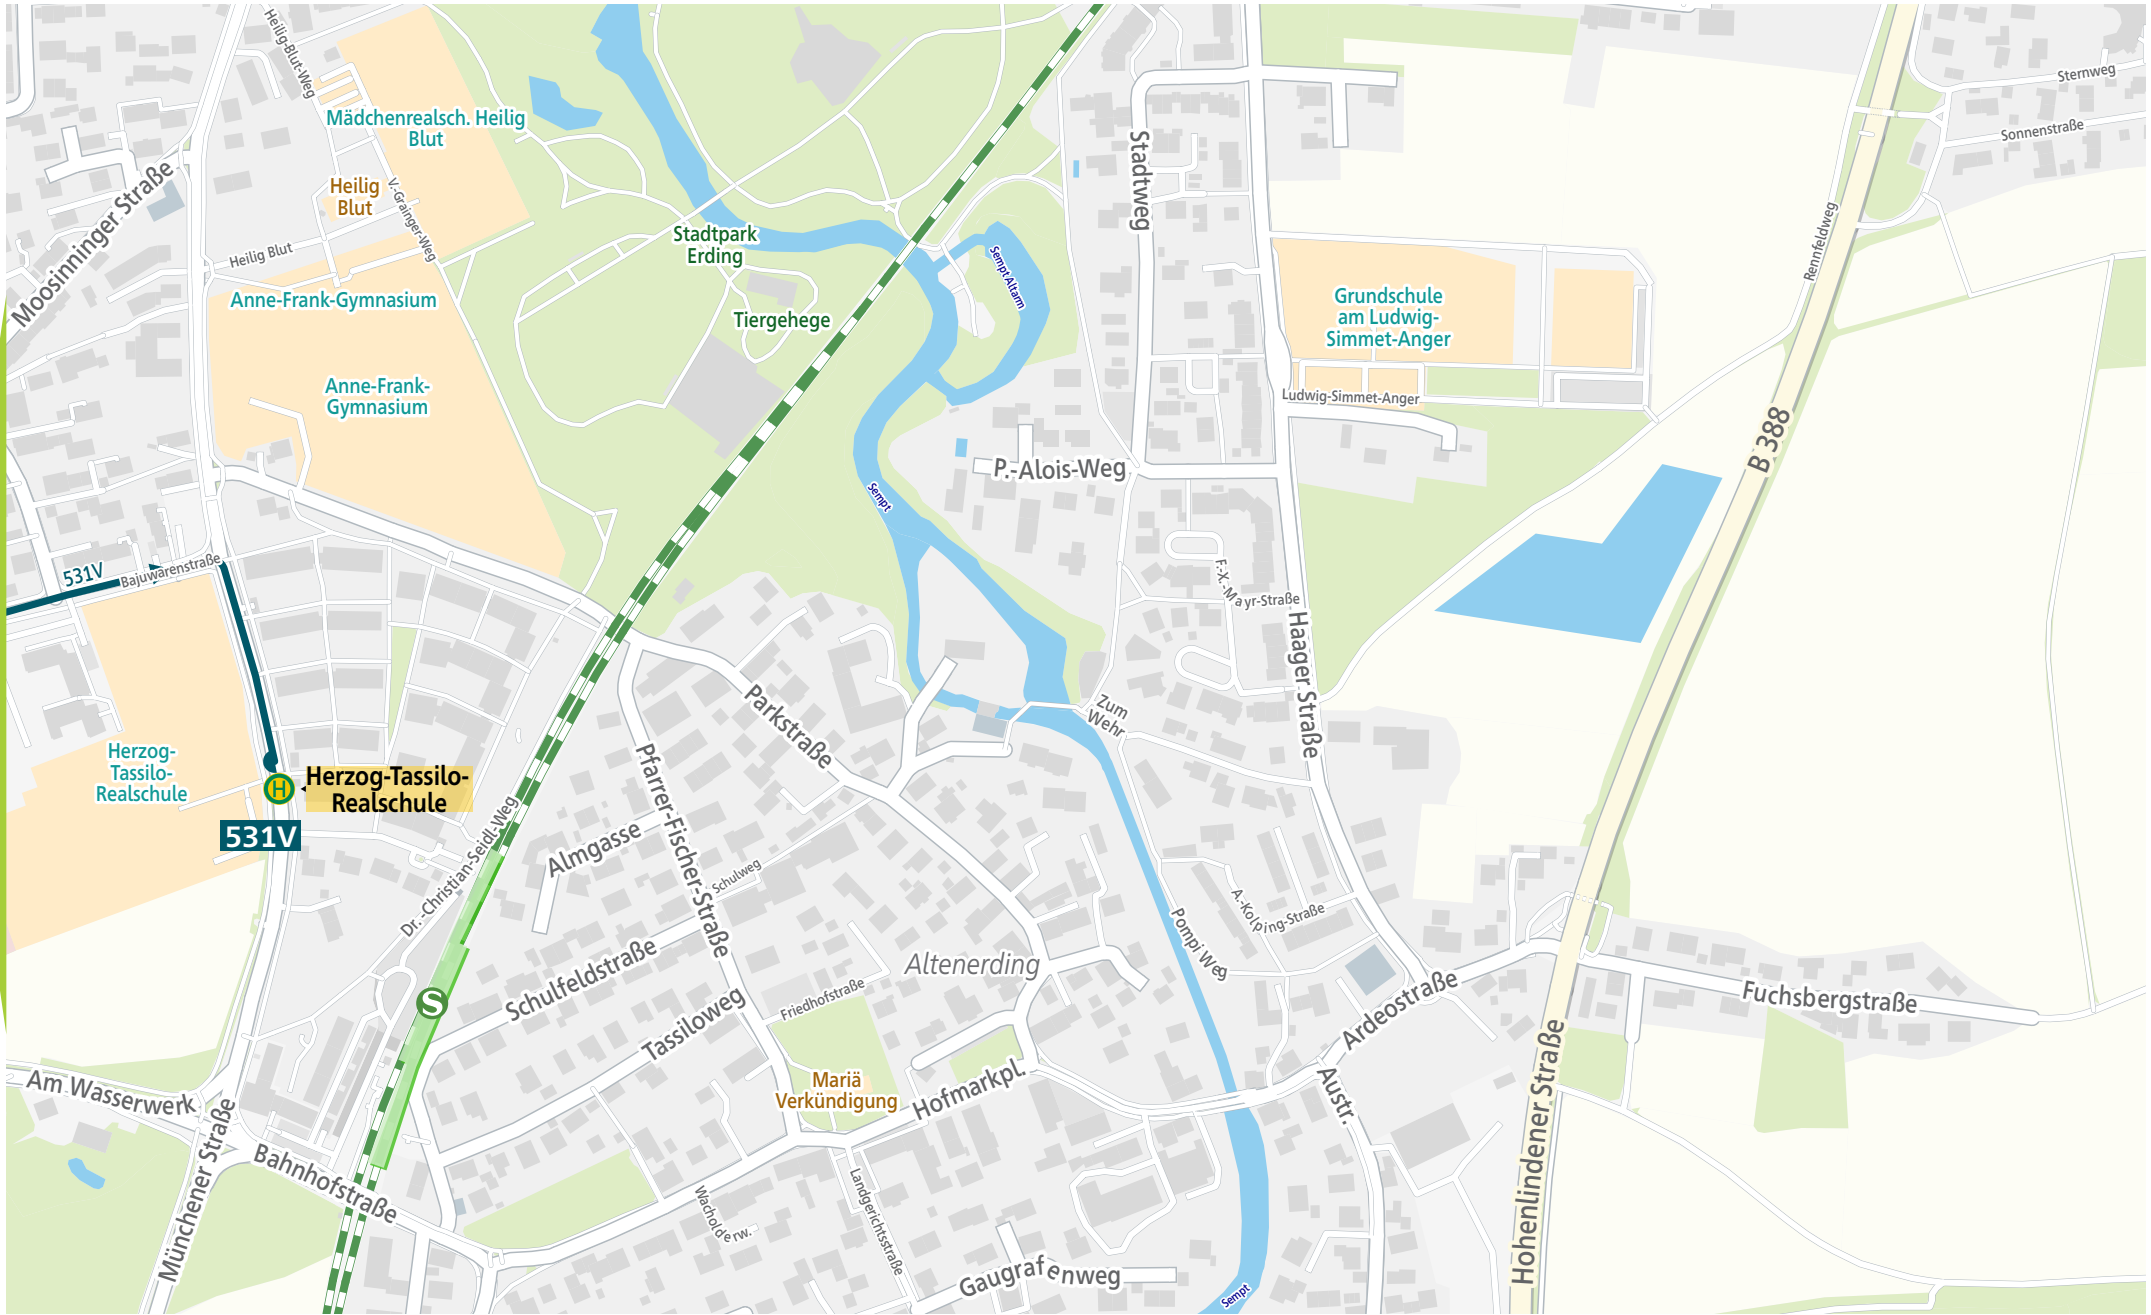 Heilig-Blut-Weg
Sternweg
Mädchenrealsch. Heilig
Blut
Sonnenstraße
Stadtweg
Moosinninger Straße
Heilig
Blut
V.-Grainger-Weg
Stadtpark
Erding
Rennfeldweg
Heilig Blut
Sempt Altarm
Anne-Frank-Gymnasium
Grundschule
am Ludwig-
Simmet-Anger
Tiergehege
Anne-Frank-
Gymnasium
Ludwig-Simmet-Anger
B 388
P.-Alois-Weg
Sempt
531V
Bajuwarenstraße
F.-X.-Mayr-Straße
Haager Straße
Zum
Wehr
Parkstraße
Herzog-
Tassilo-
Realschule
H
Herzog-Tassilo-
Realschule
531V
Pfarrer-Fischer-Straße
Dr.-Christian-Seidl-Weg
Almgasse
Schulweg
A.-Kolping-Straße
Pompi Weg
Schulfeldstraße
Altenerding
Friedhofstraße
S
Tassiloweg
Ardeostraße
Fuchsbergstraße
Am Wasserwerk
Mariä
Verkündigung
Hofmarkpl.
Austr.
Hohenlindener Straße
Münchener Straße
Bahnhofstraße
Wacholderw.
Landgerichtsstraße
Gaugrafenweg
Sempt